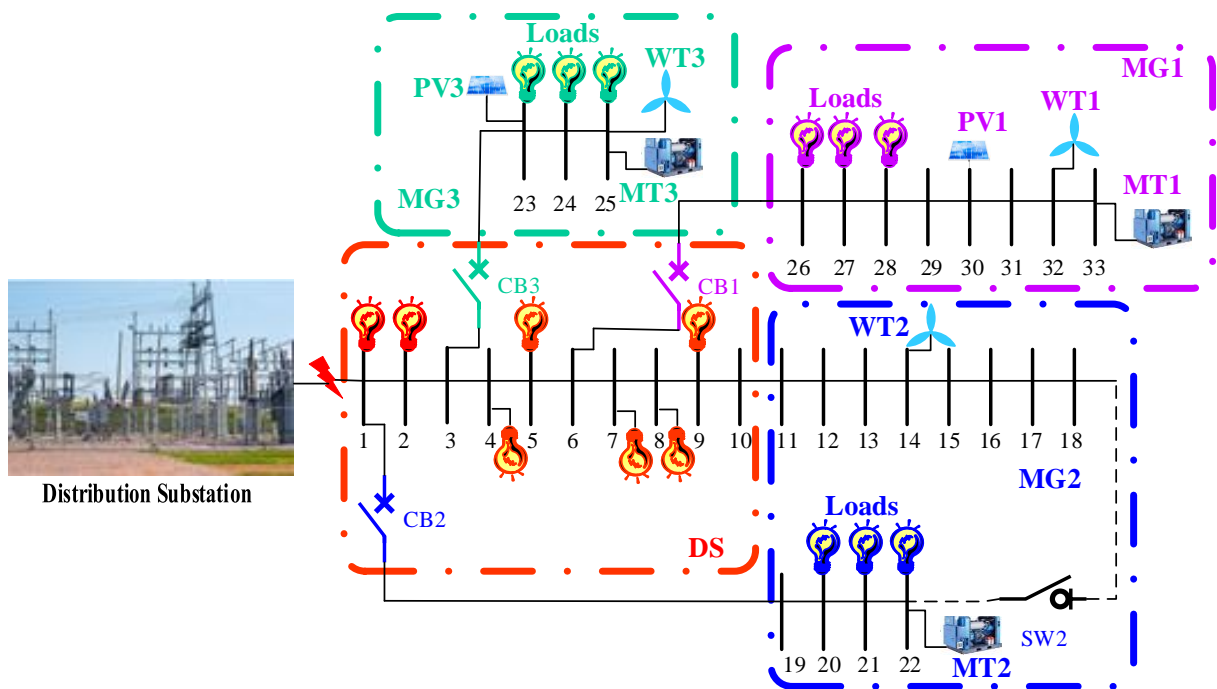 Loads
WT3
PV3
MG3
23 24 25
MT3
MG1
Loads
WT1
PV1
MT1
26 27 28 29 30 31 32 33
CB3
CB1
WT2
1 2 3 4 5 6 7 8 9 10
11 12 13 14 15 16 17 18
Distribution Substation
MG2
CB2
Loads
DS
SW2
19 20 21 22
MT2